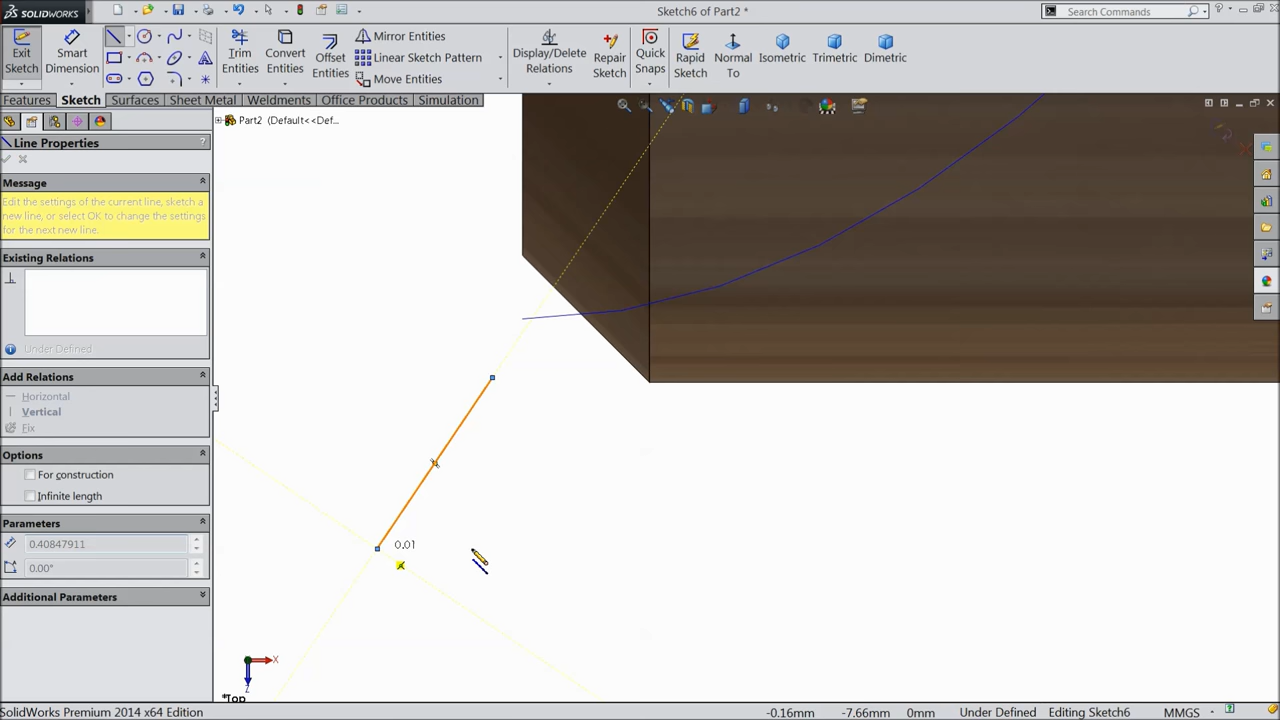 SOLIDWORKS
Sketch6 of Part2 *
Search Commands
Exit Sketch
Smart Dimension
Trim Entities
Convert Entities
Offset Entities
Mirror Entities
Linear Sketch Pattern
Move Entities
Display/Delete Relations
Repair Sketch
Quick Snaps
Rapid Sketch
Normal To
Isometric
Trimetric
Dimetric
Features
Sketch
Surfaces
Sheet Metal
Weldments
Office Products
Simulation
Part2 (Default<<Def...
Line Properties
?
Message
Edit the settings of the current line, sketch a
new line, or select OK to change the settings
for the next new line.
Existing Relations
Under Defined
Add Relations
Horizontal
Vertical
Fix
Options
For construction
Infinite length
Parameters
0.40847911
0.00°
Additional Parameters
0.01
X
Z
*Top
SolidWorks Premium 2014 x64 Edition
-0.16mm
-7.66mm
0mm
Under Defined
Editing Sketch6
MMGS